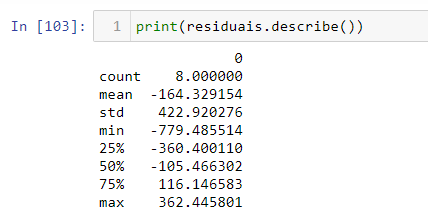 In [103]: 1 print(residuais.describe())
0
count 8.000000
mean -164.329154
std 422.920276
min -779.485514
25% -360.400110
50% -105.466302
75% 116.146583
max 362.445801